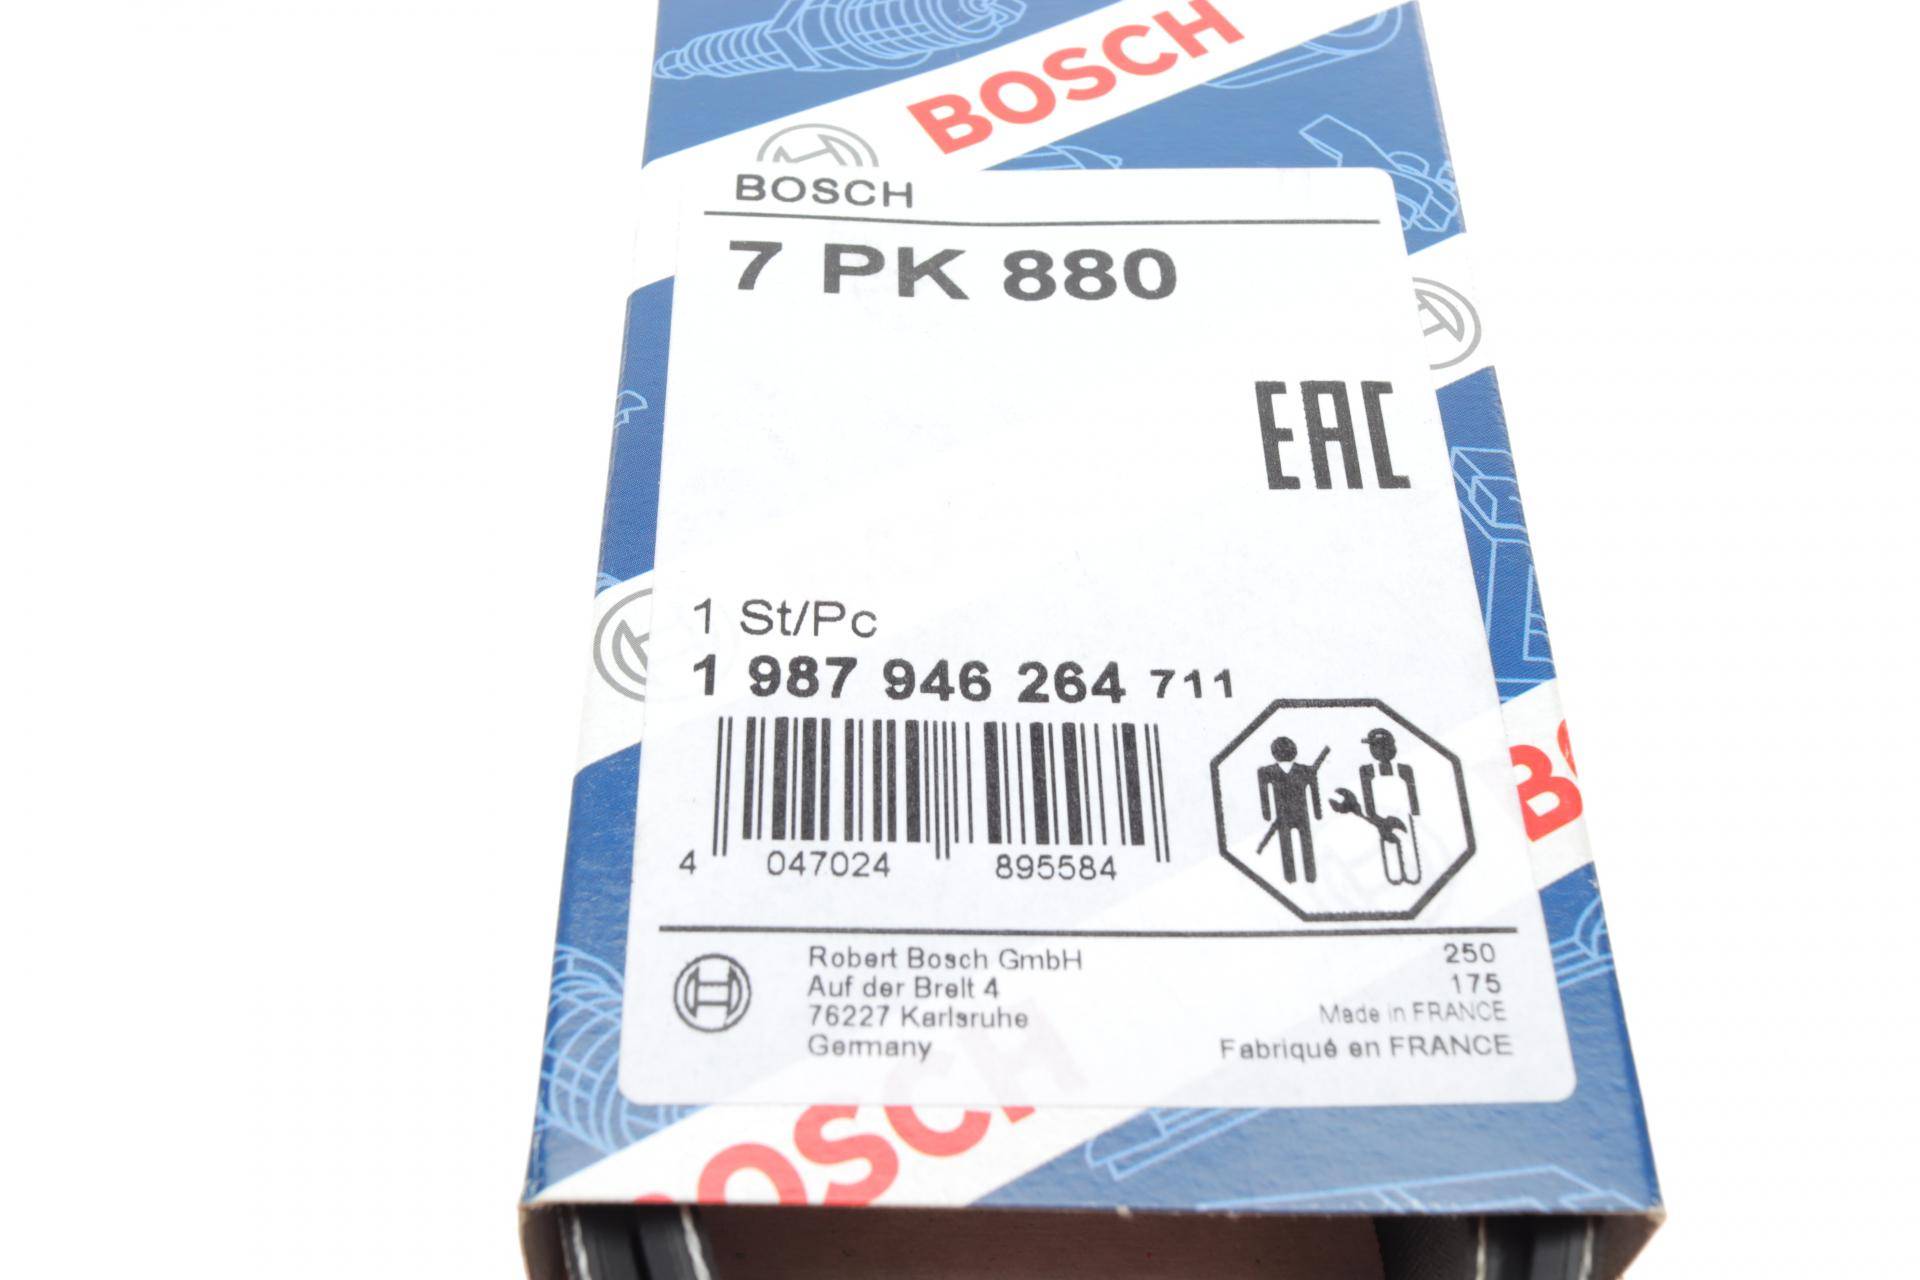 BOSCH
BOSCH
7 PK 880
EAC
1 St/Pc
1 987 946 264 711
4 047024 895584
B
Robert Bosch GmbH
Auf der Breit 4
76227 Karlsruhe
Germany
250
175
Made in FRANCE
Fabriqué en FRANCE
BOSCH